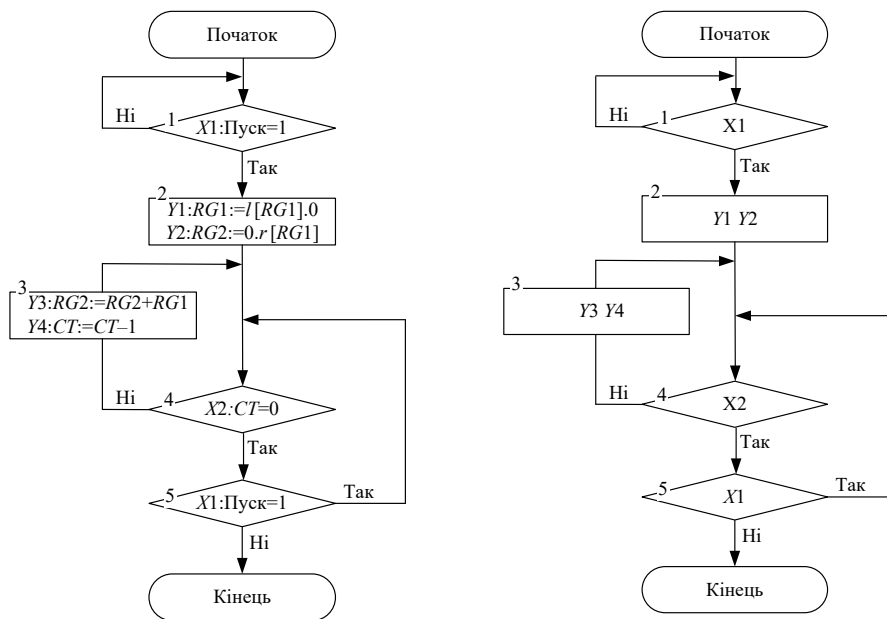 Початок
1
X1:Пуск=1
Ні
Так
2
Y1:RG1:=l[RG1].0
Y2:RG2:=0.r[RG1]
3
Y3:RG2:=RG2+RG1
Y4:CT:=CT–1
Ні
4
X2:CT=0
Так
5
X1:Пуск=1
Так
Ні
Кінець
Початок
1
X1
Ні
Так
2
Y1 Y2
3
Y3 Y4
Ні
4
X2
Так
5
X1
Так
Ні
Кінець